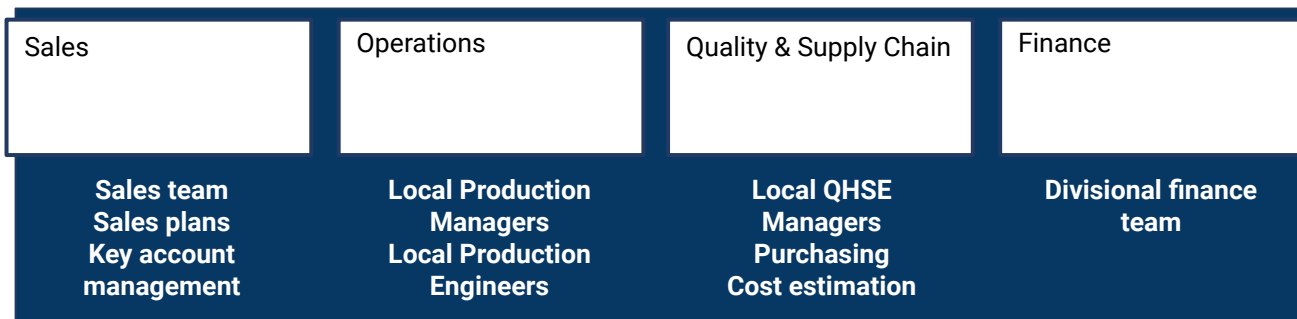 Sales
Operations
Quality & Supply Chain
Finance
Sales team
Sales plans
Key account
management
Local Production
Managers
Local Production
Engineers
Local QHSE
Managers
Purchasing
Cost estimation
Divisional finance
team